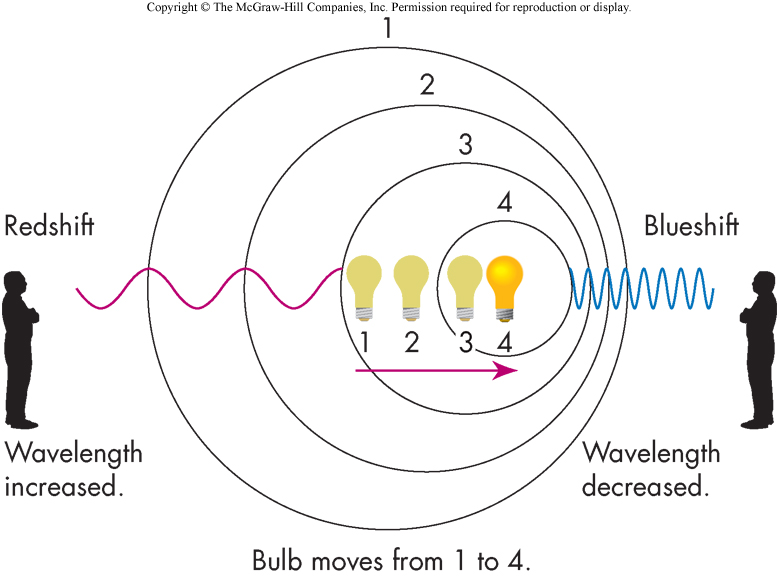 Copyright © The McGraw-Hill Companies, Inc. Permission required for reproduction or display.
1
2
3
4
Redshift
Blueshift
1 2 3 4
Wavelength
increased.
Wavelength
decreased.
Bulb moves from 1 to 4.